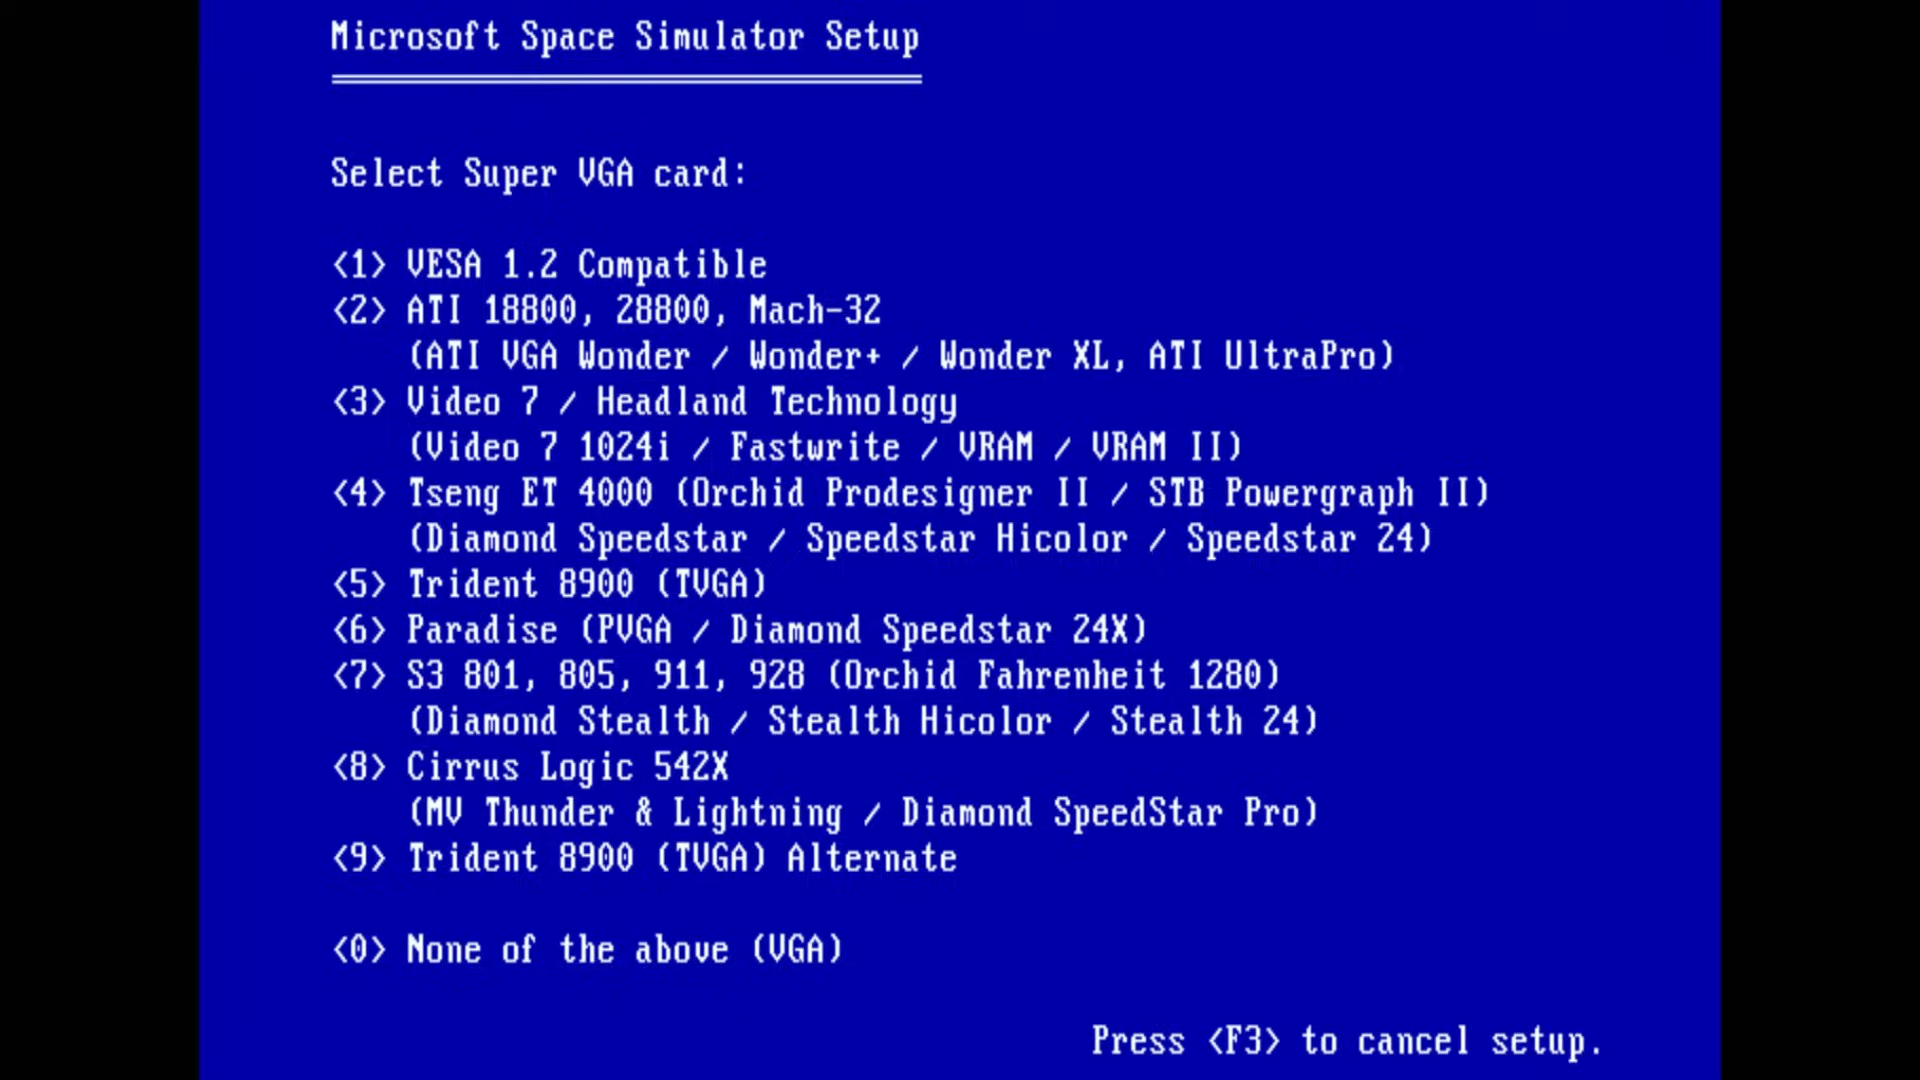 Microsoft Space Simulator Setup
Select Super VGA card:
<1> VESA 1.2 Compatible
<2> ATI 18800, 28800, Mach-32
(ATI VGA Wonder / Wonder+ / Wonder XL, ATI UltraPro)
<3> Video 7 / Headland Technology
(Video 7 1024i / Fastwrite / VRAM / VRAM II)
<4> Tseng ET 4000 (Orchid Prodesigner II / STB Powergraph II)
(Diamond Speedstar / Speedstar Hicolor / Speedstar 24)
<5> Trident 8900 (TVGA)
<6> Paradise (PVGA / Diamond Speedstar 24X)
<7> S3 801, 805, 911, 928 (Orchid Fahrenheit 1280)
(Diamond Stealth / Stealth Hicolor / Stealth 24)
<8> Cirrus Logic 542X
(MV Thunder & Lightning / Diamond SpeedStar Pro)
<9> Trident 8900 (TVGA) Alternate
<0> None of the above (VGA)
Press <F3> to cancel setup.